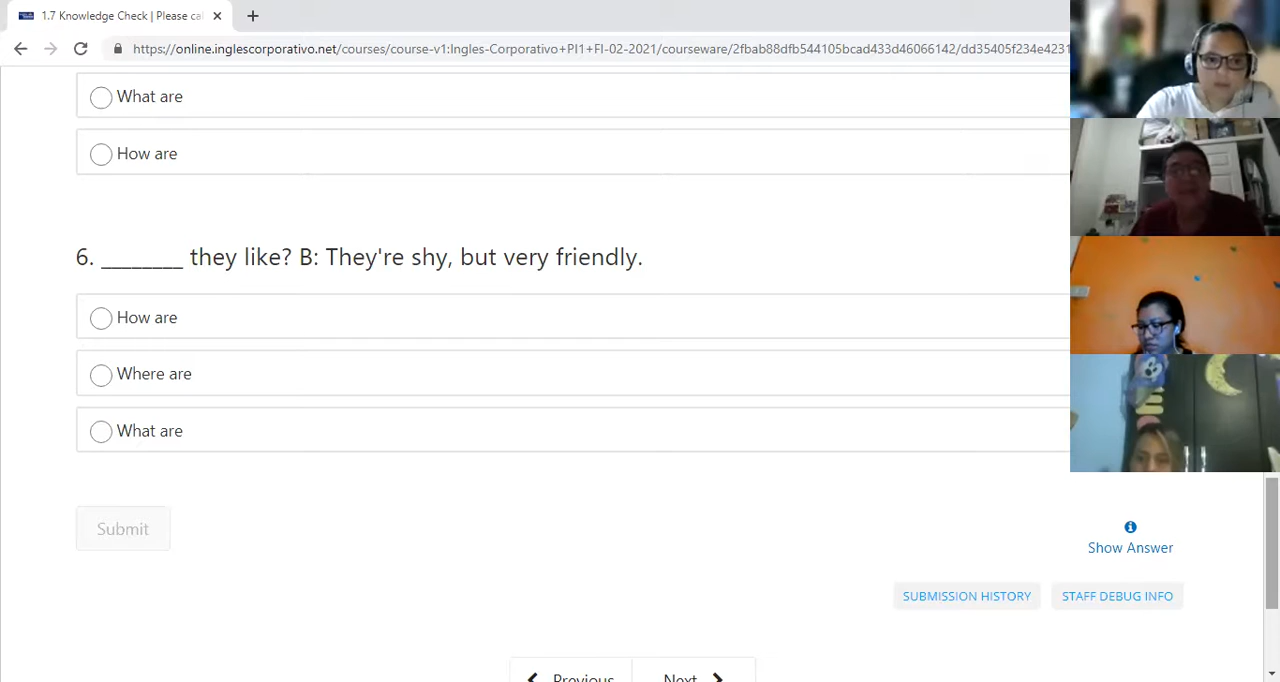 1.7 Knowledge Check | Please ca
https://online.inglescorporativo.net/courses/course-v1:Ingles-Corporativo+PI1+FI-02-2021/courseware/2fbab88dfb544105bcad433d46066142/dd35405f234e4231
What are
How are
6. ________ they like? B: They're shy, but very friendly.
How are
Where are
What are
Submit
Show Answer
SUBMISSION HISTORY
STAFF DEBUG INFO
Previous
Next